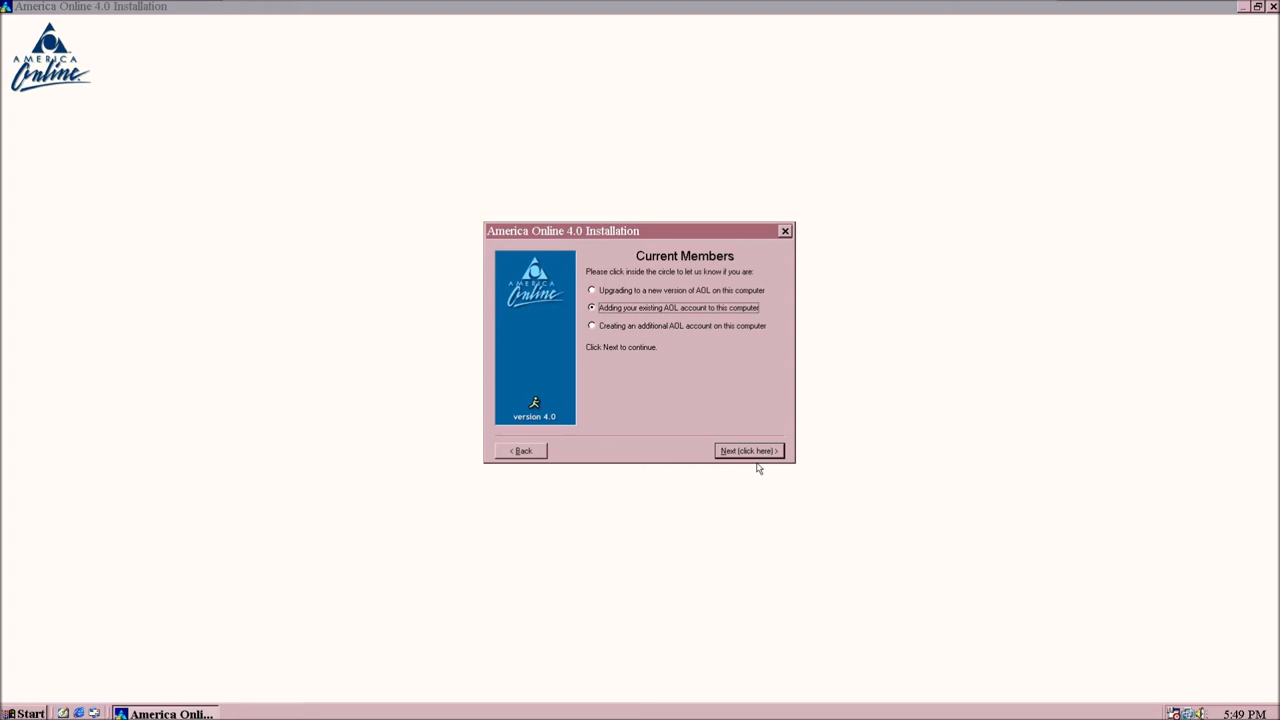 America Online 4.0 Installation
AMERICA
Online
America Online 4.0 Installation
AMERICA
Online
version 4.0
Current Members
Please click inside the circle to let us know if you are:
Upgrading to a new version of AOL on this computer
Adding your existing AOL account to this computer
Creating an additional AOL account on this computer
Click Next to continue.
< Back
Next (click here) >
Start
America Onli...
5:49 PM